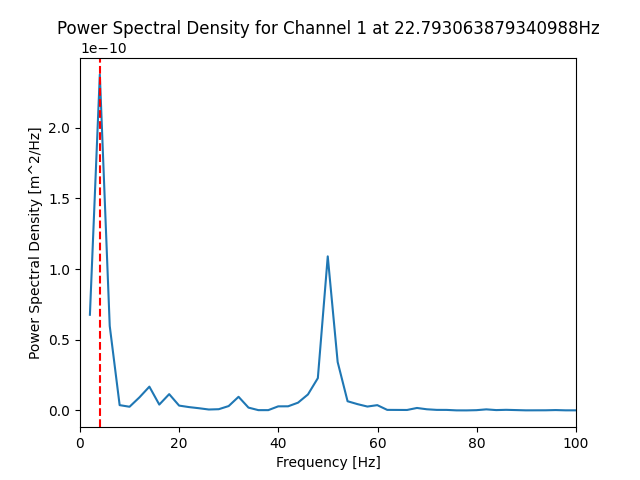 Power Spectral Density for Channel 1 at 22.793063879340988Hz
1e−10
2.0
1.5
1.0
0.5
0.0
Power Spectral Density [m^2/Hz]
0 20 40 60 80 100
Frequency [Hz]